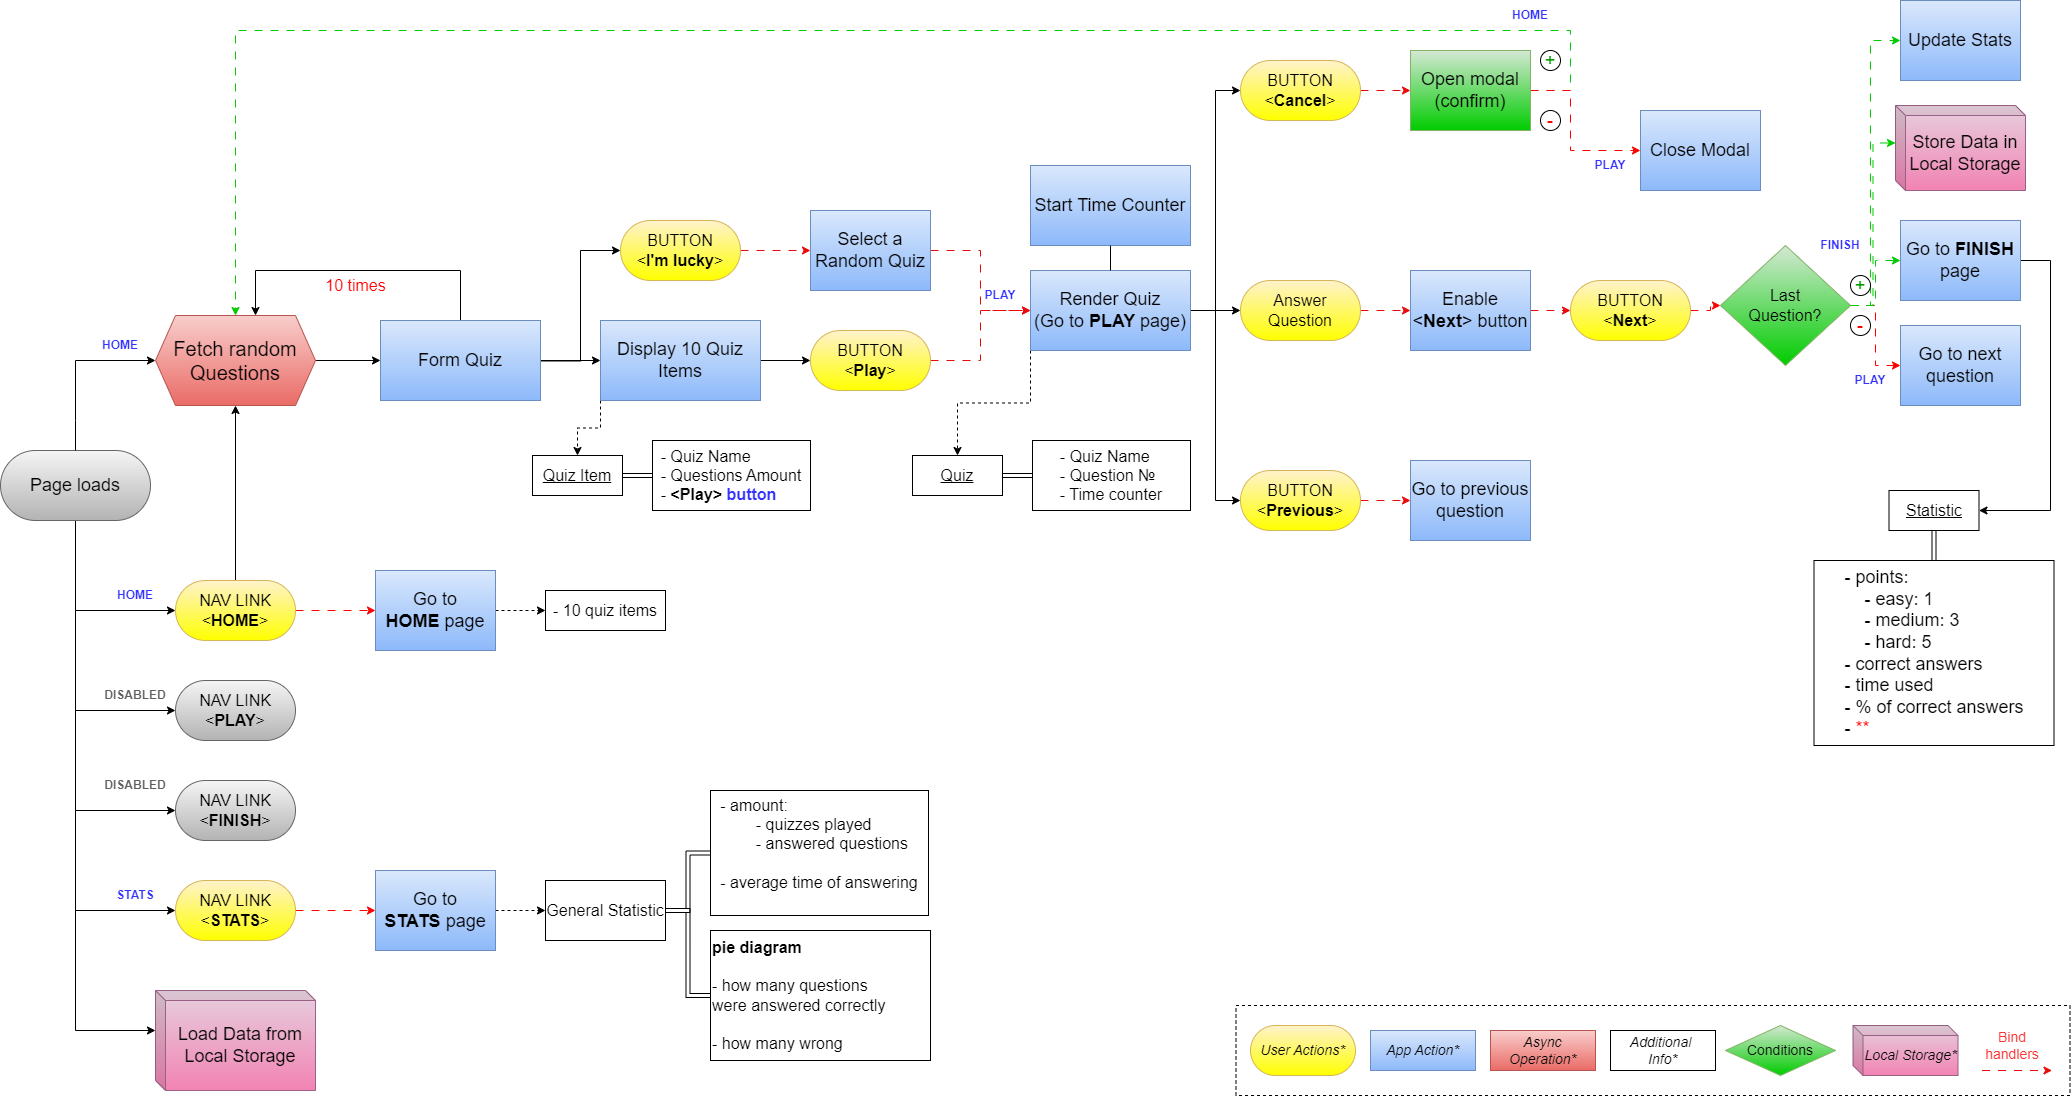 HOME
Update Stats
BUTTON
<Cancel>
Open modal
(confirm)
+
-
Close Modal
PLAY
Store Data in
Local Storage
Start Time Counter
BUTTON
<I'm lucky>
Select a
Random Quiz
10 times
PLAY
Render Quiz
(Go to PLAY page)
Answer
Question
Enable
<Next> button
BUTTON
<Next>
Last
Question?
FINISH
+
-
PLAY
Go to FINISH
page
Go to next
question
HOME
Fetch random
Questions
Form Quiz
Display 10 Quiz
Items
BUTTON
<Play>
Page loads
Quiz Item
- Quiz Name
- Questions Amount
- <Play> button
Quiz
- Quiz Name
- Question №
- Time counter
BUTTON
<Previous>
Go to previous
question
Statistic
- points:
- easy: 1
- medium: 3
- hard: 5
- correct answers
- time used
- % of correct answers
- **
HOME
NAV LINK
<HOME>
Go to
HOME page
- 10 quiz items
DISABLED
NAV LINK
<PLAY>
DISABLED
NAV LINK
<FINISH>
STATS
NAV LINK
<STATS>
Go to
STATS page
General Statistic
- amount:
- quizzes played
- answered questions
- average time of answering
pie diagram
- how many questions
were answered correctly
- how many wrong
Load Data from
Local Storage
User Actions*
App Action*
Async
Operation*
Additional
Info*
Conditions
Local Storage*
Bind
handlers